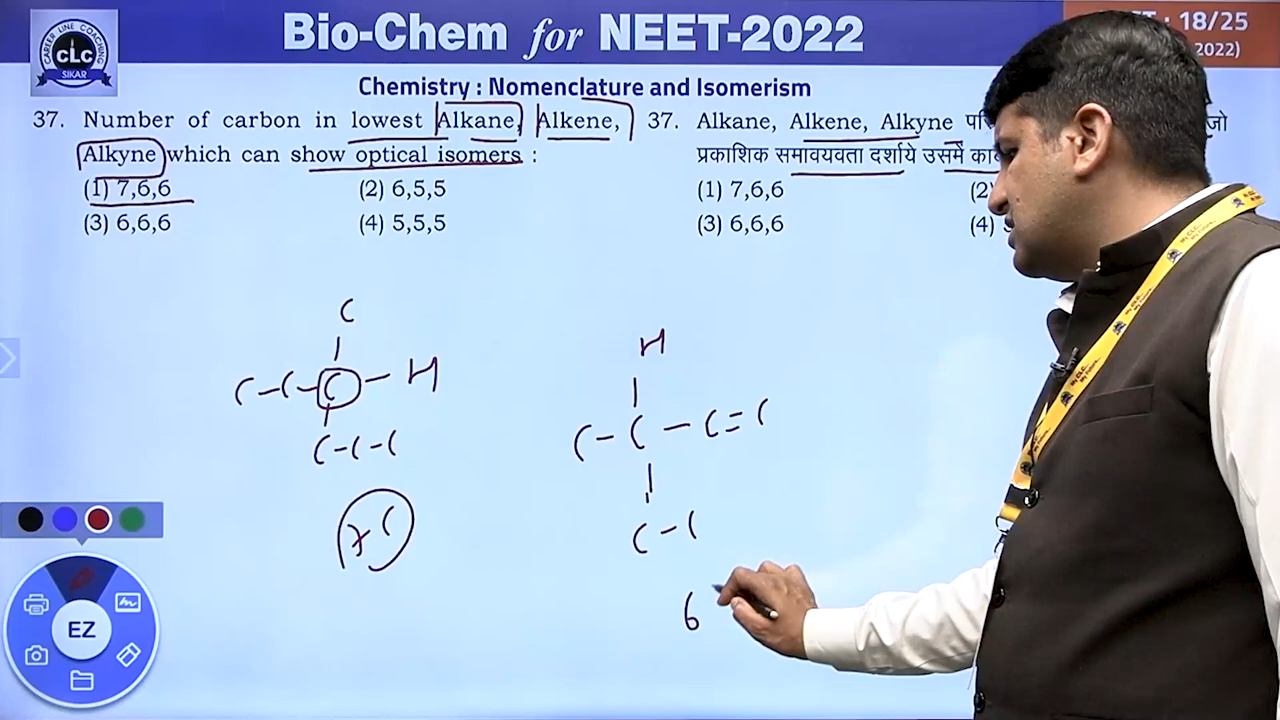 Bio-Chem for NEET-2022
: 18/25
2022)
CAREER LINE COACHING
CLC
SIKAR
Chemistry : Nomenclature and Isomerism
37. Number of carbon in lowest Alkane, Alkene,
Alkyne which can show optical isomers :
(1) 7,6,6 (2) 6,5,5
(3) 6,6,6 (4) 5,5,5
37. Alkane, Alkene, Alkyne जो
प्रकाशिक समावयवता दर्शाये उसमें
(1) 7,6,6 (2)
(3) 6,6,6 (4)
C
C-C-C-H
C-C-C
7C
H
C-C-C=C
C-C
6
EZ